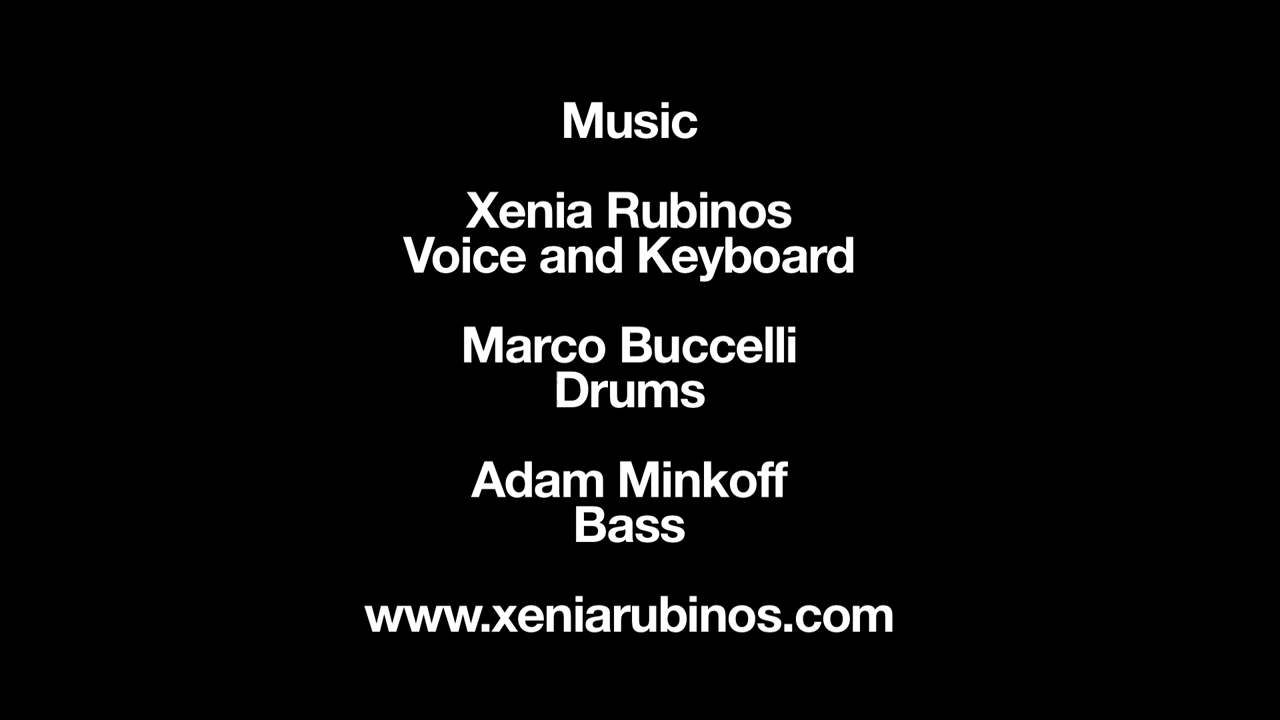 Music
Xenia Rubinos
Voice and Keyboard
Marco Buccelli
Drums
Adam Minkoff
Bass
www.xeniarubinos.com